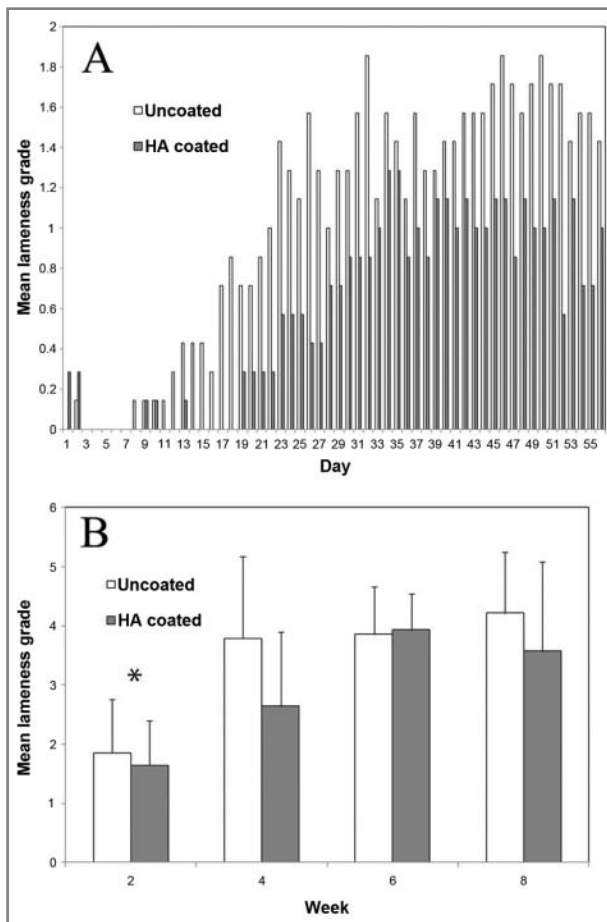 A
Uncoated
HA coated
Mean lameness grade
2
1.8
1.6
1.4
1.2
1
0.8
0.6
0.4
0.2
0
1 3 5 7 9 11 13 15 17 19 21 23 25 27 29 31 33 35 37 39 41 43 45 47 49 51 53 55
Day
B
Uncoated
HA coated
*
Mean lameness grade
6
5
4
3
2
1
0
2 4 6 8
Week